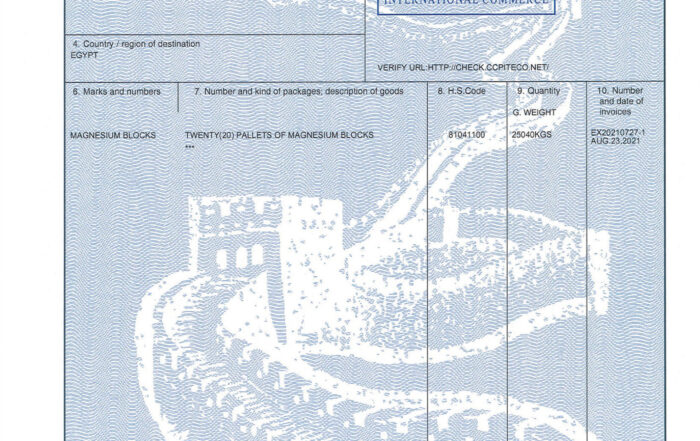 INTERNATIONAL COMMERCE
4. Country / region of destination
EGYPT
VERIFY URL:HTTP://CHECK.CCPITECO.NET/
6. Marks and numbers
7. Number and kind of packages; description of goods
8. H.S.Code
9. Quantity
G. WEIGHT
10. Number
and date of
invoices
MAGNESIUM BLOCKS
TWENTY(20) PALLETS OF MAGNESIUM BLOCKS
***
81041100
25040KGS
EX20210727-1
AUG.23,2021